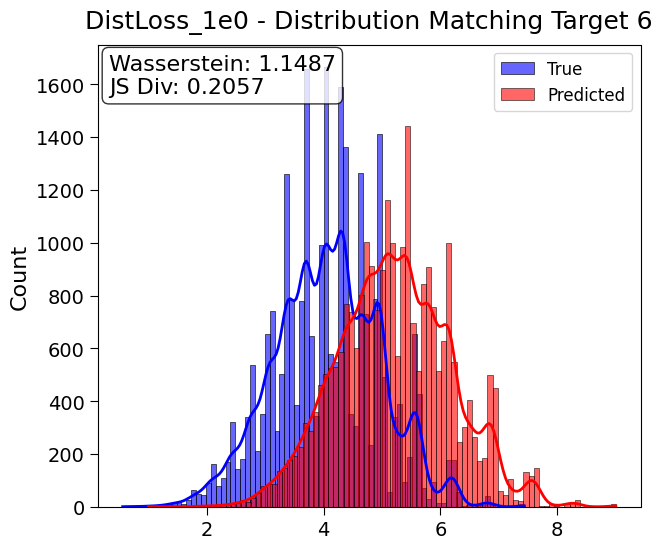 DistLoss_1e0 - Distribution Matching Target 6
Wasserstein: 1.1487
JS Div: 0.2057
True
Predicted
1600
1400
1200
1000
800
600
400
200
0
Count
2 4 6 8